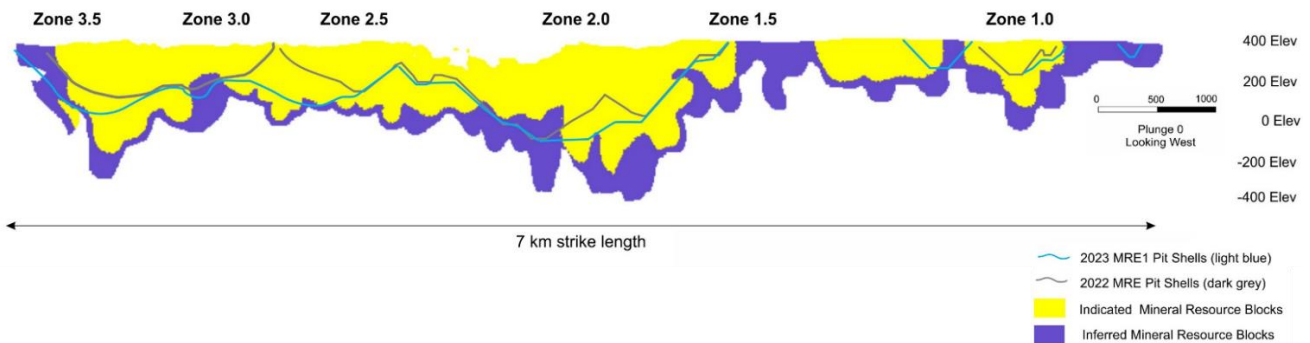 Zone 3.5 Zone 3.0 Zone 2.5 Zone 2.0 Zone 1.5 Zone 1.0
400 Elev
200 Elev
0 500 1000
0 Elev
Plunge 0
Looking West
-200 Elev
-400 Elev
7 km strike length
2023 MRE1 Pit Shells (light blue)
2022 MRE Pit Shells (dark grey)
Indicated Mineral Resource Blocks
Inferred Mineral Resource Blocks